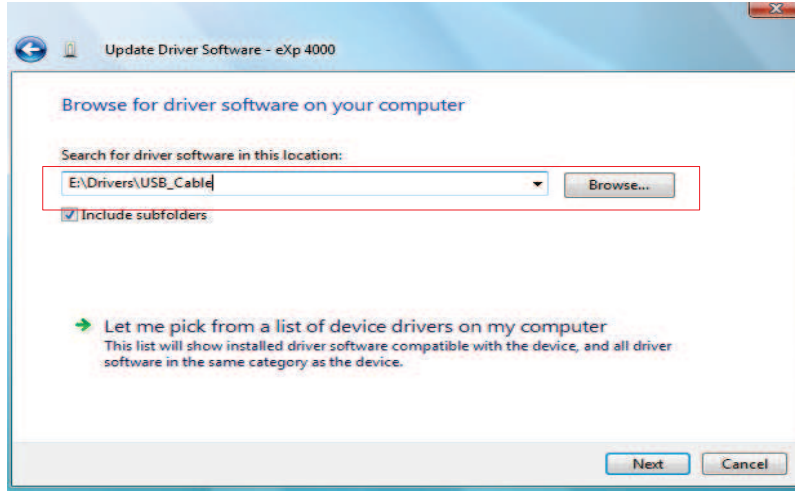 Update Driver Software - eXp 4000
Browse for driver software on your computer
Search for driver software in this location:
E:\Drivers\USB_Cable
Browse...
Include subfolders
Let me pick from a list of device drivers on my computer
This list will show installed driver software compatible with the device, and all driver
software in the same category as the device.
Next
Cancel